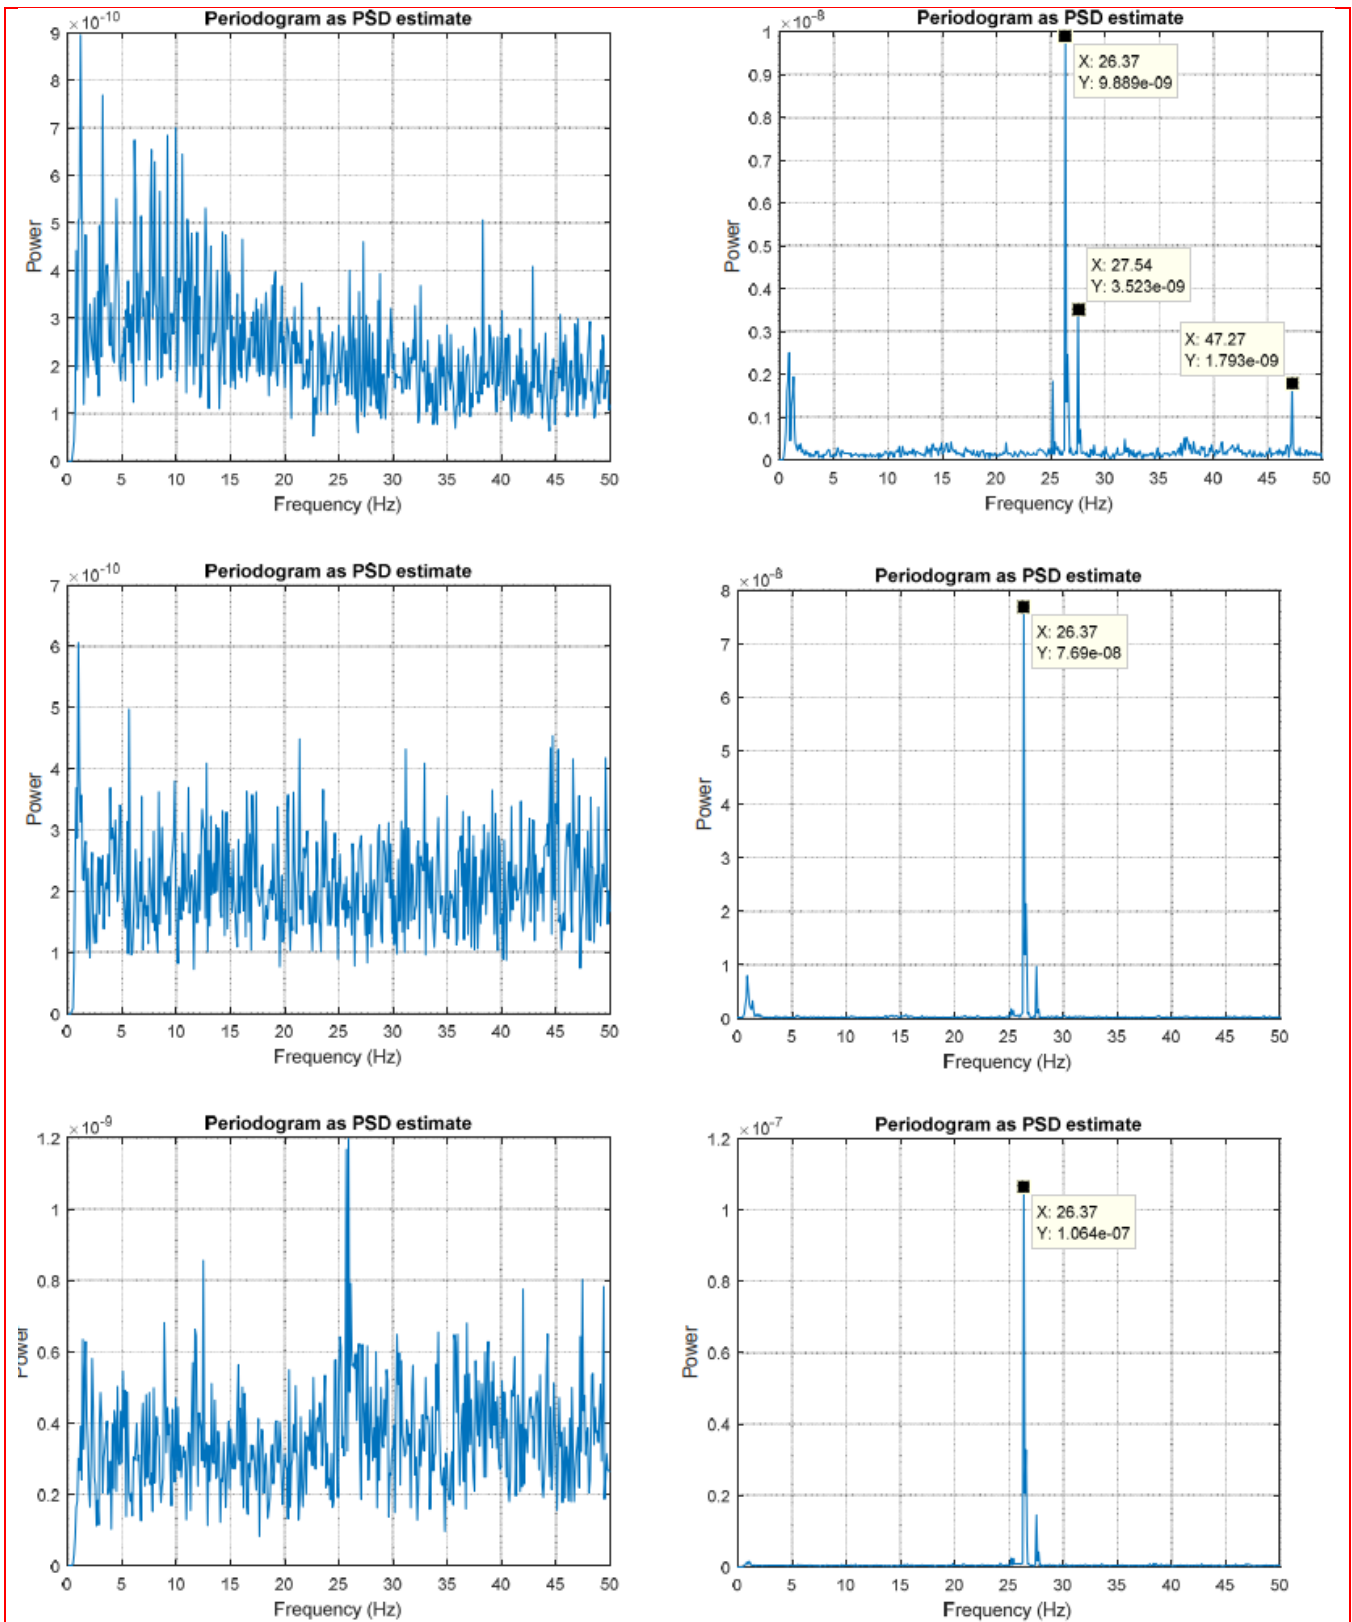 Periodogram as PSD estimate
×10⁻¹⁰
9
8
7
6
5
4
3
2
1
0
Power
0 5 10 15 20 25 30 35 40 45 50
Frequency (Hz)
Periodogram as PSD estimate
×10⁻⁸
1
0.9
0.8
0.7
0.6
0.5
0.4
0.3
0.2
0.1
0
Power
X: 26.37
Y: 9.889e-09
X: 27.54
Y: 3.523e-09
X: 47.27
Y: 1.793e-09
0 5 10 15 20 25 30 35 40 45 50
Frequency (Hz)
Periodogram as PSD estimate
×10⁻¹⁰
7
6
5
4
3
2
1
0
Power
0 5 10 15 20 25 30 35 40 45 50
Frequency (Hz)
Periodogram as PSD estimate
×10⁻⁸
8
7
6
5
4
3
2
1
0
Power
X: 26.37
Y: 7.69e-08
0 5 10 15 20 25 30 35 40 45 50
Frequency (Hz)
Periodogram as PSD estimate
×10⁻⁹
1.2
1
0.8
0.6
0.4
0.2
0
Power
0 5 10 15 20 25 30 35 40 45 50
Frequency (Hz)
Periodogram as PSD estimate
×10⁻⁷
1.2
1
0.8
0.6
0.4
0.2
0
Power
X: 26.37
Y: 1.064e-07
0 5 10 15 20 25 30 35 40 45 50
Frequency (Hz)